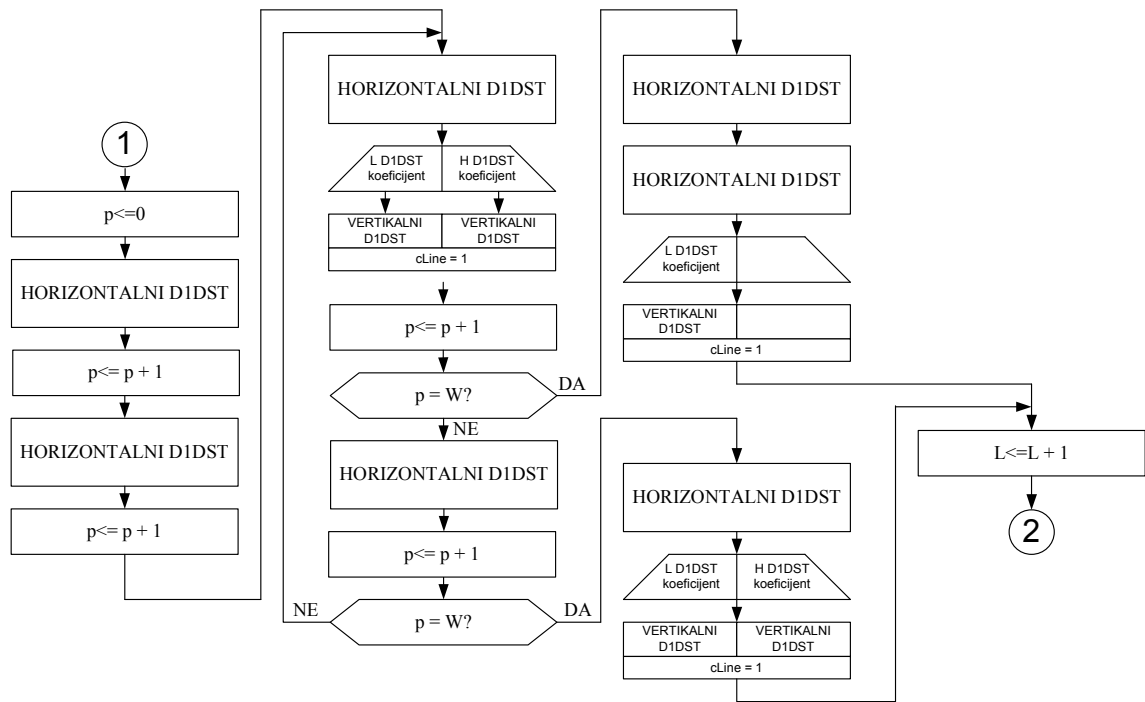 1
p<=0
HORIZONTALNI D1DST
p<= p + 1
HORIZONTALNI D1DST
p<= p + 1
HORIZONTALNI D1DST
L D1DST
koeficijent
H D1DST
koeficijent
VERTIKALNI
D1DST
VERTIKALNI
D1DST
cLine = 1
p<= p + 1
p = W?
DA
NE
HORIZONTALNI D1DST
p<= p + 1
NE
p = W?
DA
HORIZONTALNI D1DST
HORIZONTALNI D1DST
L D1DST
koeficijent
VERTIKALNI
D1DST
cLine = 1
HORIZONTALNI D1DST
L D1DST
koeficijent
H D1DST
koeficijent
VERTIKALNI
D1DST
VERTIKALNI
D1DST
cLine = 1
L<=L + 1
2